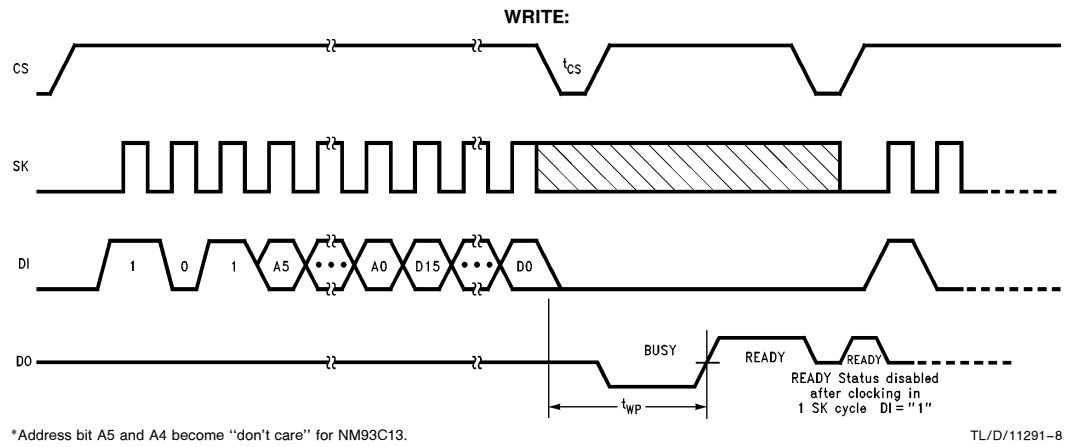 WRITE:
CS
tCS
SK
DI
1 0 1 A5 ••• A0 D15 ••• D0
DO
BUSY
READY
READY
READY Status disabled
after clocking in
1 SK cycle DI = "1"
tWP
*Address bit A5 and A4 become ''don't care'' for NM93C13.
TL/D/11291–8